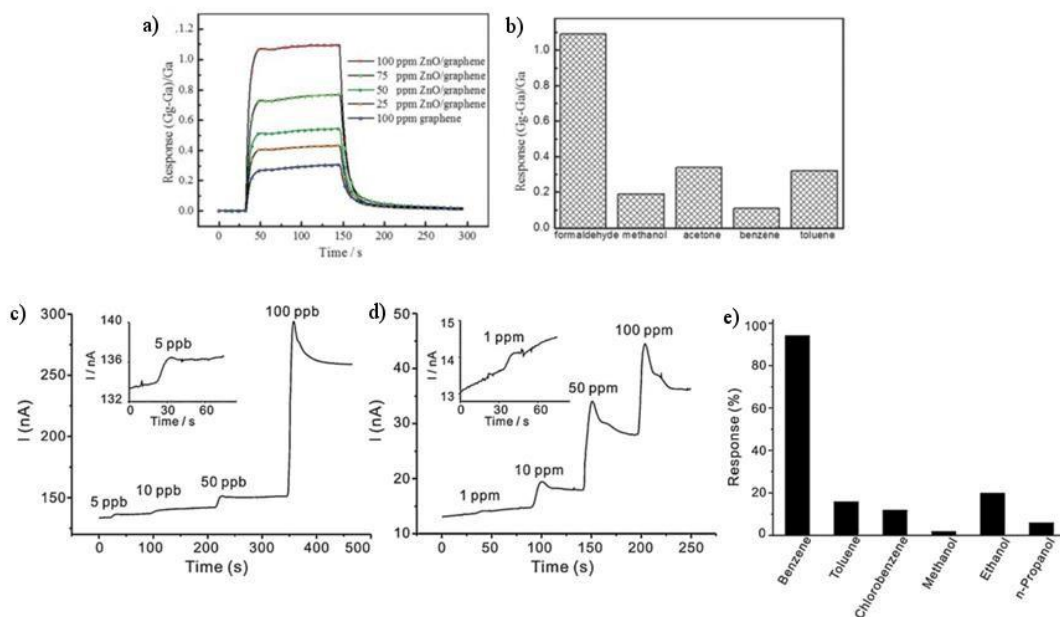 a)
Response (Gg-Ga)/Ga
.12
1.0
0.8
0.6
0.4
0.2
0.0
100 ppm ZnO/graphene
75 ppm ZnO/graphene
50 ppm ZnO/graphene
25 ppm ZnO/graphene
100 ppm graphene
0 50 100 150 200 250 300
Time / s
b)
Response (Gg-Ga)/Ga
1.0
0.8
0.6
0.4
0.2
0.0
formaldehyde methanol acetone benzene toluene
c)
I (nA)
300
250
200
150
100 ppb
5 ppb
10 ppb
50 ppb
0 100 200 300 400 500
Time (s)
I / nA
140
136
132
5 ppb
0 30 60
Time / s
d)
I (nA)
50
40
30
20
10
1 ppm
10 ppm
50 ppm
100 ppm
0 50 100 150 200 250
Time (s)
I / nA
15
14
13
1 ppm
0 30 60
Time / s
e)
Response (%)
100
80
60
40
20
0
Benzene
Toluene
Chlorobenzene
Methanol
Ethanol
n-Propanol